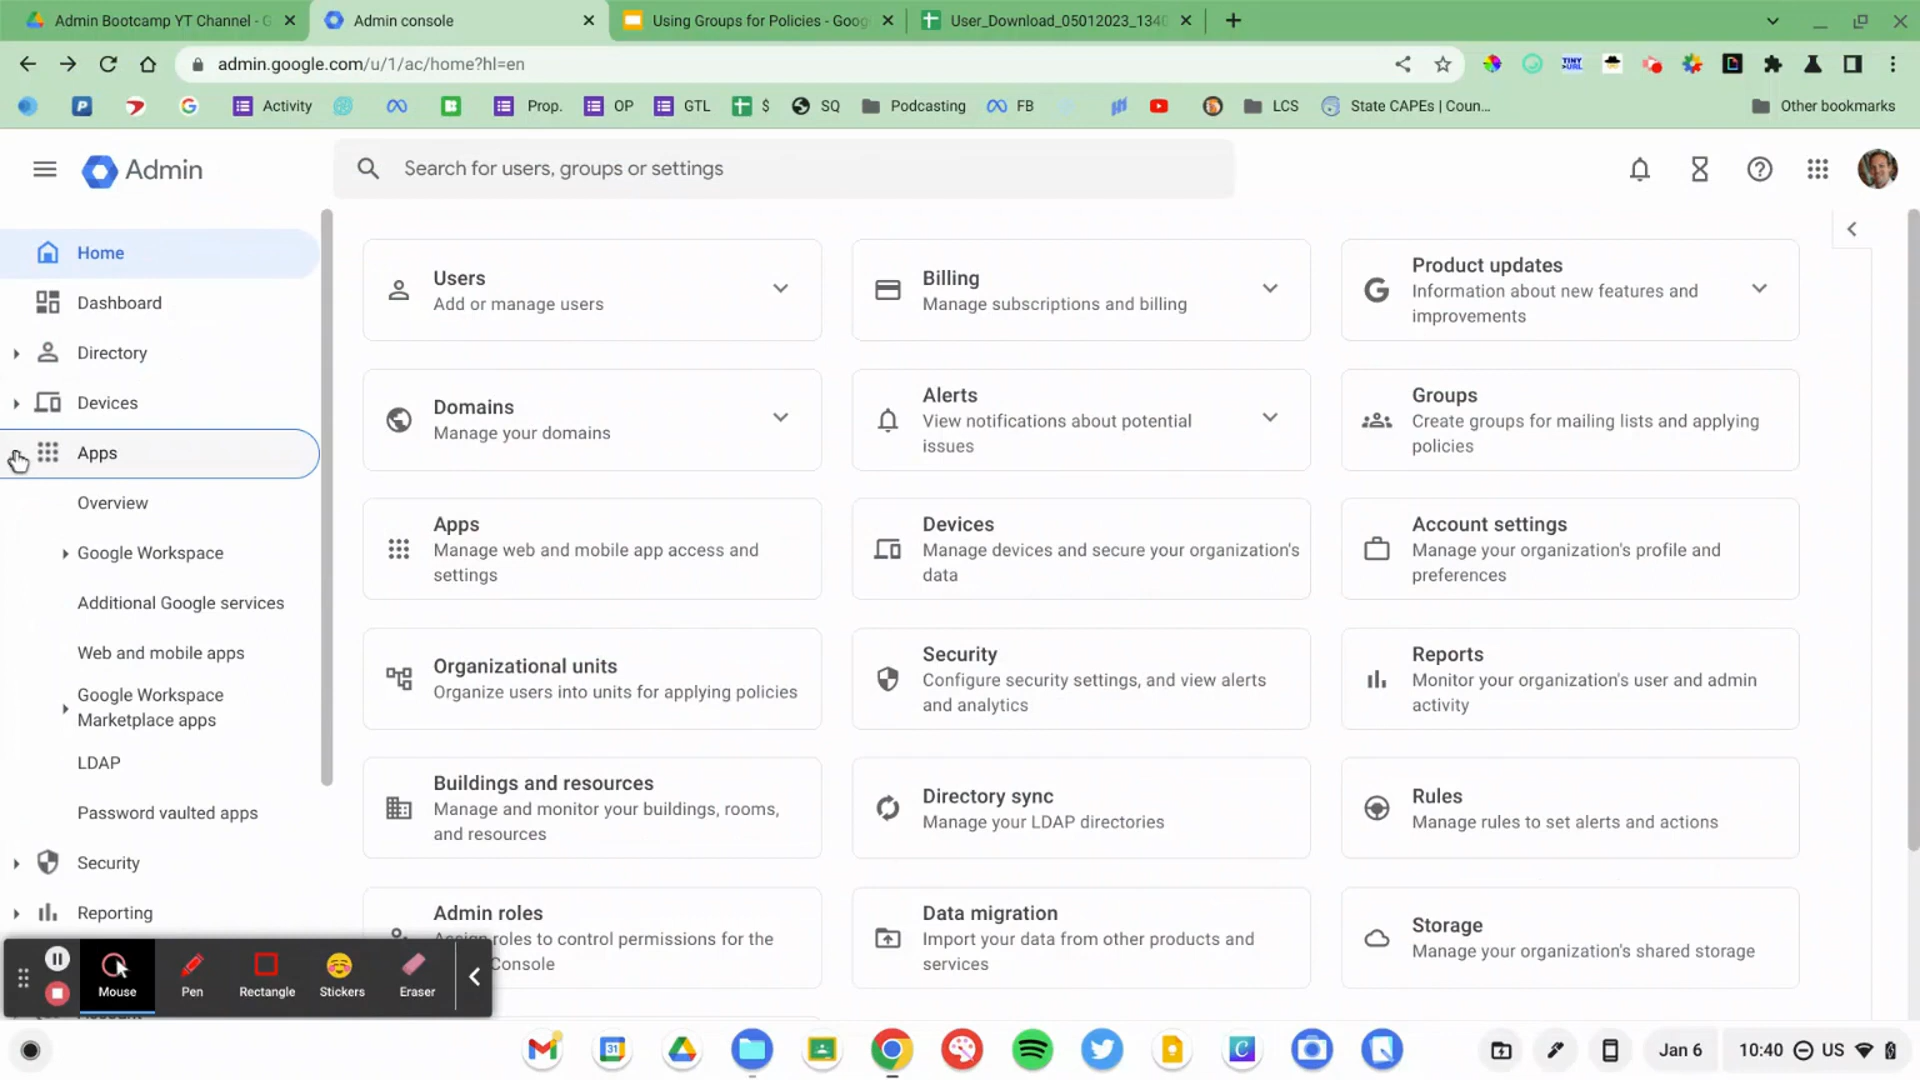 Admin Bootcamp YT Channel - G
Admin console
Using Groups for Policies - Goog
User_Download_05012023_1340
admin.google.com/u/1/ac/home?hl=en
TINY
URL
Activity
Prop.
OP
GTL
$
SQ
Podcasting
FB
LCS
State CAPEs | Coun...
Other bookmarks
Admin
Search for users, groups or settings
Home
Dashboard
Directory
Devices
Apps
Overview
Google Workspace
Additional Google services
Web and mobile apps
Google Workspace
Marketplace apps
LDAP
Password vaulted apps
Security
Reporting
Users
Add or manage users
Billing
Manage subscriptions and billing
Product updates
Information about new features and
improvements
Domains
Manage your domains
Alerts
View notifications about potential
issues
Groups
Create groups for mailing lists and applying
policies
Apps
Manage web and mobile app access and
settings
Devices
Manage devices and secure your organization's
data
Account settings
Manage your organization's profile and
preferences
Organizational units
Organize users into units for applying policies
Security
Configure security settings, and view alerts
and analytics
Reports
Monitor your organization's user and admin
activity
Buildings and resources
Manage and monitor your buildings, rooms,
and resources
Directory sync
Manage your LDAP directories
Rules
Manage rules to set alerts and actions
Admin roles
roles to control permissions for the
Console
Data migration
Import your data from other products and
services
Storage
Manage your organization's shared storage
Mouse
Pen
Rectangle
Stickers
Eraser
31
Jan 6
10:40
US